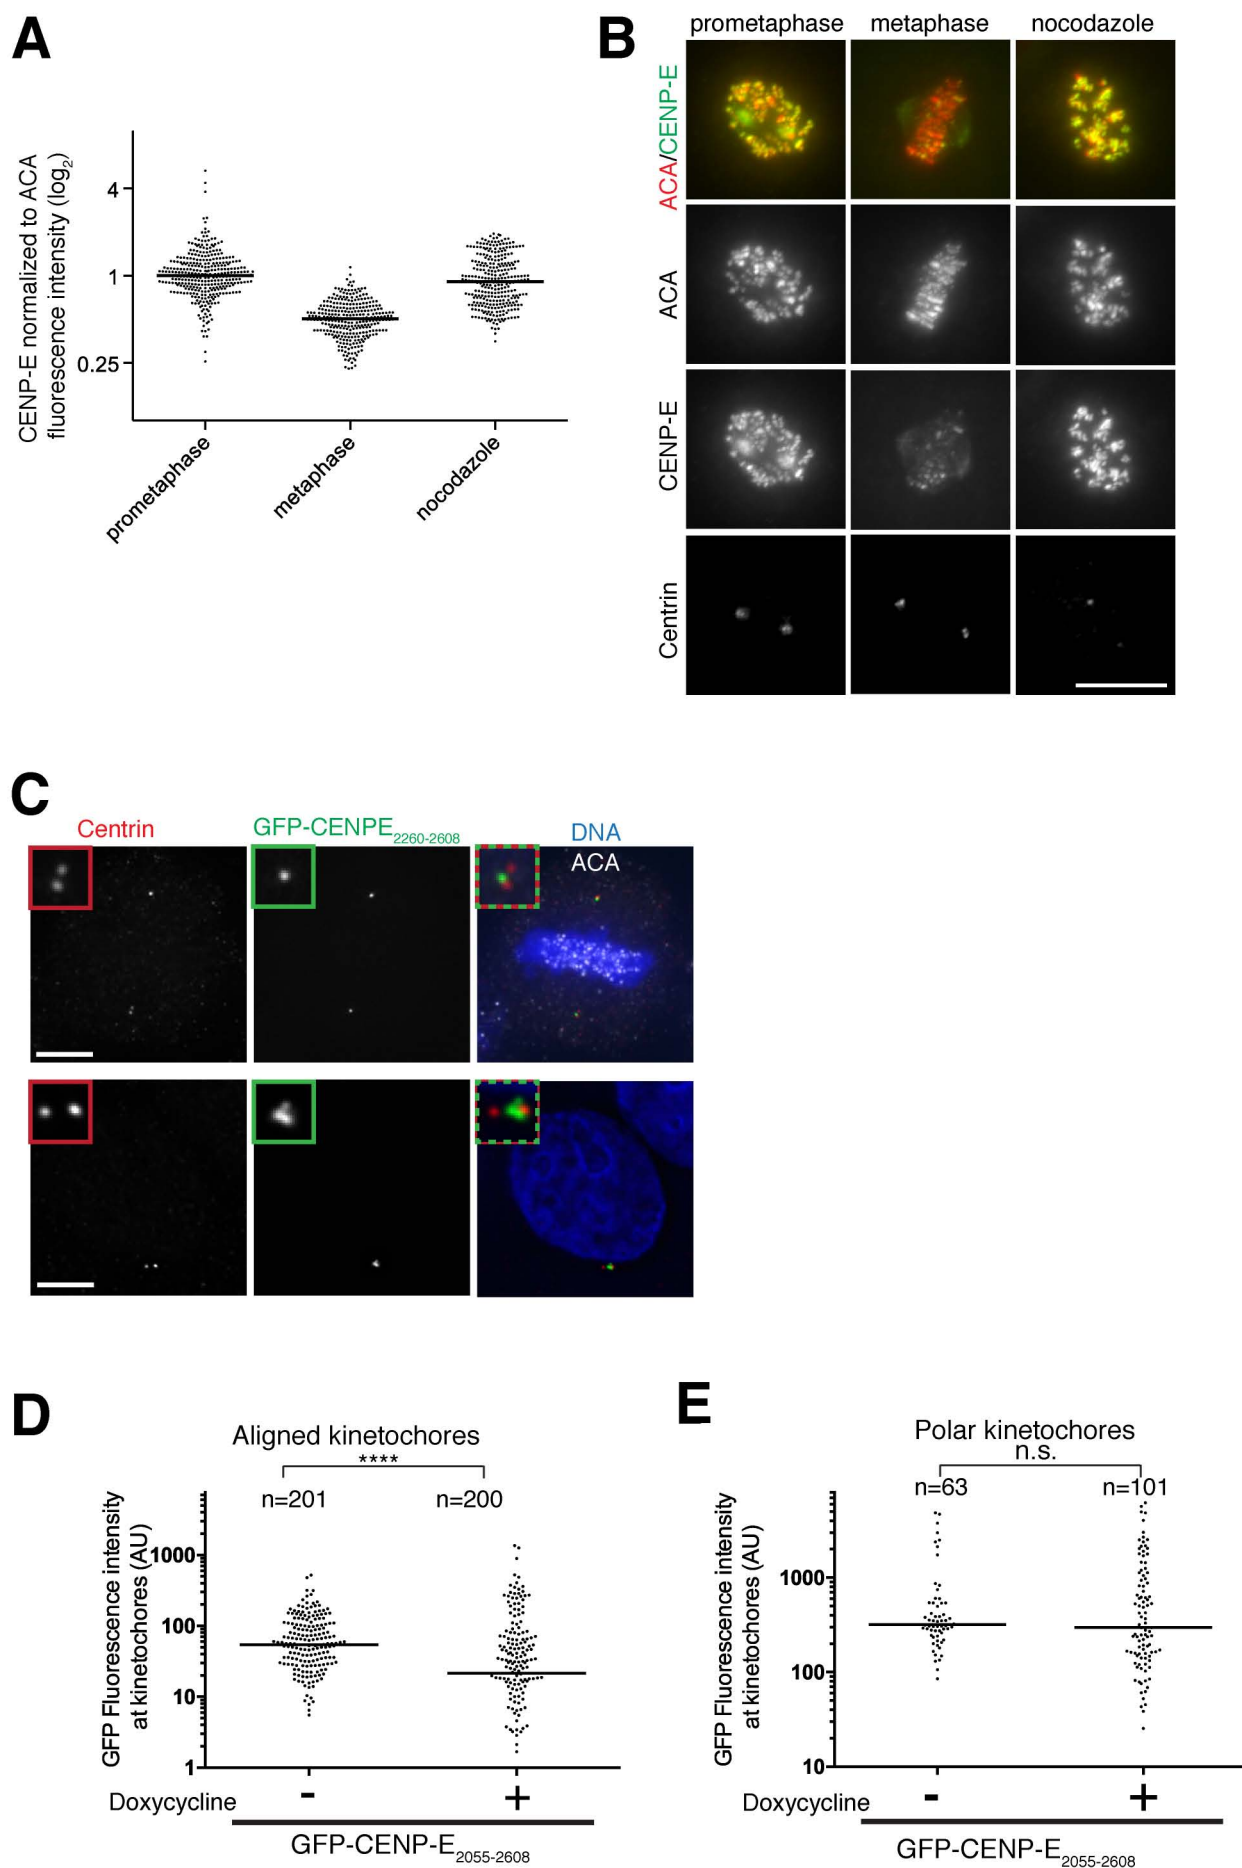 A
CENP-E normalized to ACA
fluorescence intensity (log2)
4
1
0.25
prometaphase
metaphase
nocodazole
B
prometaphase
metaphase
nocodazole
ACA/CENP-E
ACA
CENP-E
Centrin
C
Centrin
GFP-CENPE2260-2608
DNA
ACA
D
Aligned kinetochores
****
n=201
n=200
GFP Fluorescence intensity
at kinetochores (AU)
1000
100
10
1
Doxycycline
-
+
GFP-CENP-E2055-2608
E
Polar kinetochores
n.s.
n=63
n=101
GFP Fluorescence intensity
at kinetochores (AU)
1000
100
10
Doxycycline
-
+
GFP-CENP-E2055-2608